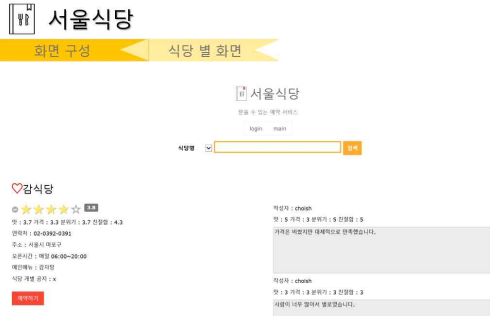 서울식당
화면 구성
식당 별 화면
서울식당
믿을 수 있는 예약 서비스
login main
식당명
검색
감식당
3.8
맛 : 3.7 가격 : 3.3 분위기 : 3.7 친절함 : 4.3
연락처 : 02-0392-0391
주소 : 서울시 마포구
오픈시간 : 매일 06:00~20:00
메인메뉴 : 감자탕
식당 개별 공지 : x
예약하기
작성자 : choish
맛 : 5 가격 : 3 분위기 : 5 친절함 : 5
가격은 비쌌지만 대체적으로 만족했습니다.
작성자 : choish
맛 : 3 가격 : 3 분위기 : 3 친절함 : 3
사람이 너무 많아서 별로였습니다.